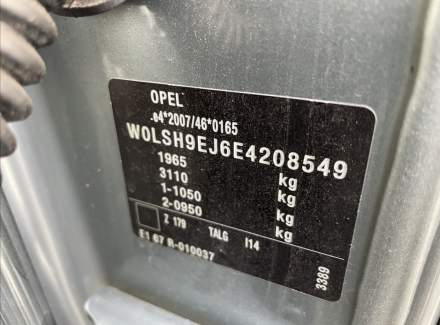 OPEL
e4*2007/46*0165
W0LSH9EJ6E4208549
1965 kg
3110 kg
1-1050 kg
2-0950 kg
Z 179 TALG I14
E1 67 R-010037
3389